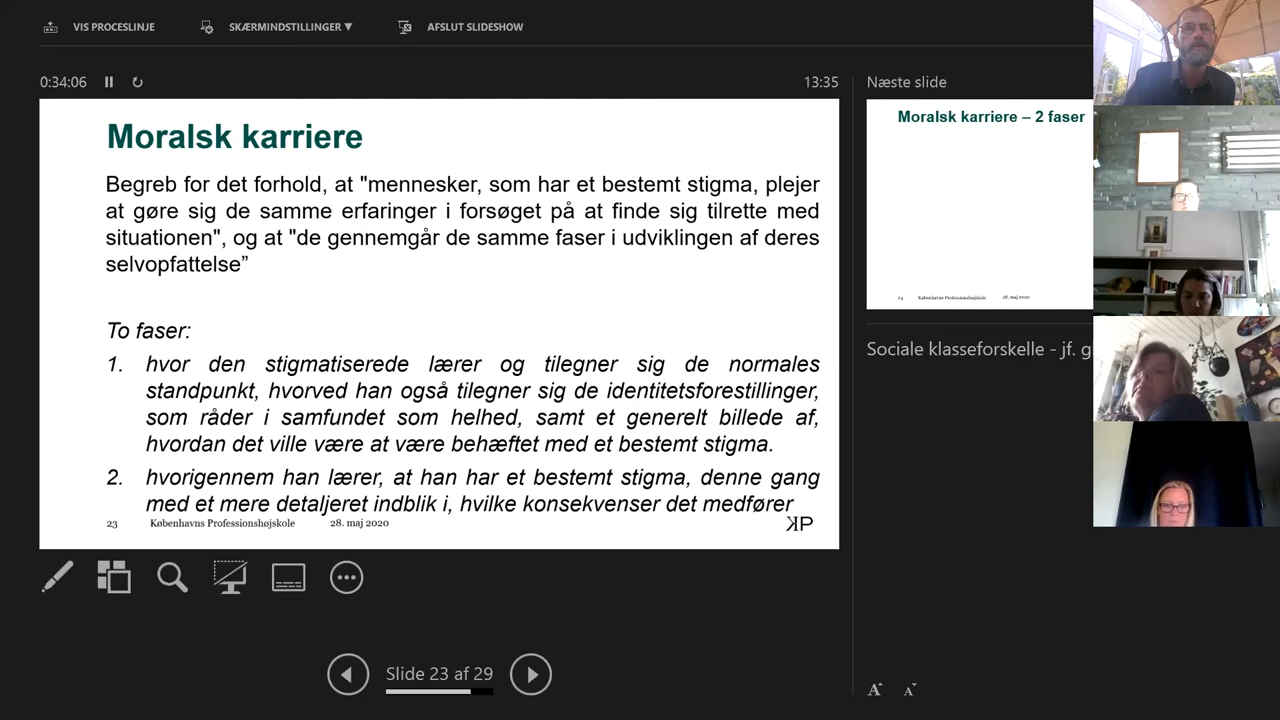 VIS PROCESLINJE
SKÆRMINDSTILLINGER ▼
AFSLUT SLIDESHOW
0:34:06
13:35
Moralsk karriere
Begreb for det forhold, at "mennesker, som har et bestemt stigma, plejer
at gøre sig de samme erfaringer i forsøget på at finde sig tilrette med
situationen", og at "de gennemgår de samme faser i udviklingen af deres
selvopfattelse”
To faser:
1. hvor den stigmatiserede lærer og tilegner sig de normales
standpunkt, hvorved han også tilegner sig de identitetsforestillinger,
som råder i samfundet som helhed, samt et generelt billede af,
hvordan det ville være at være behæftet med et bestemt stigma.
2. hvorigennem han lærer, at han har et bestemt stigma, denne gang
med et mere detaljeret indblik i, hvilke konsekvenser det medfører
23 Københavns Professionshøjskole 28. maj 2020
KP
Slide 23 af 29
Næste slide
Moralsk karriere – 2 faser
24 Københavns Professionshøjskole 28. maj 2020
Sociale klasseforskelle - jf. g
A A